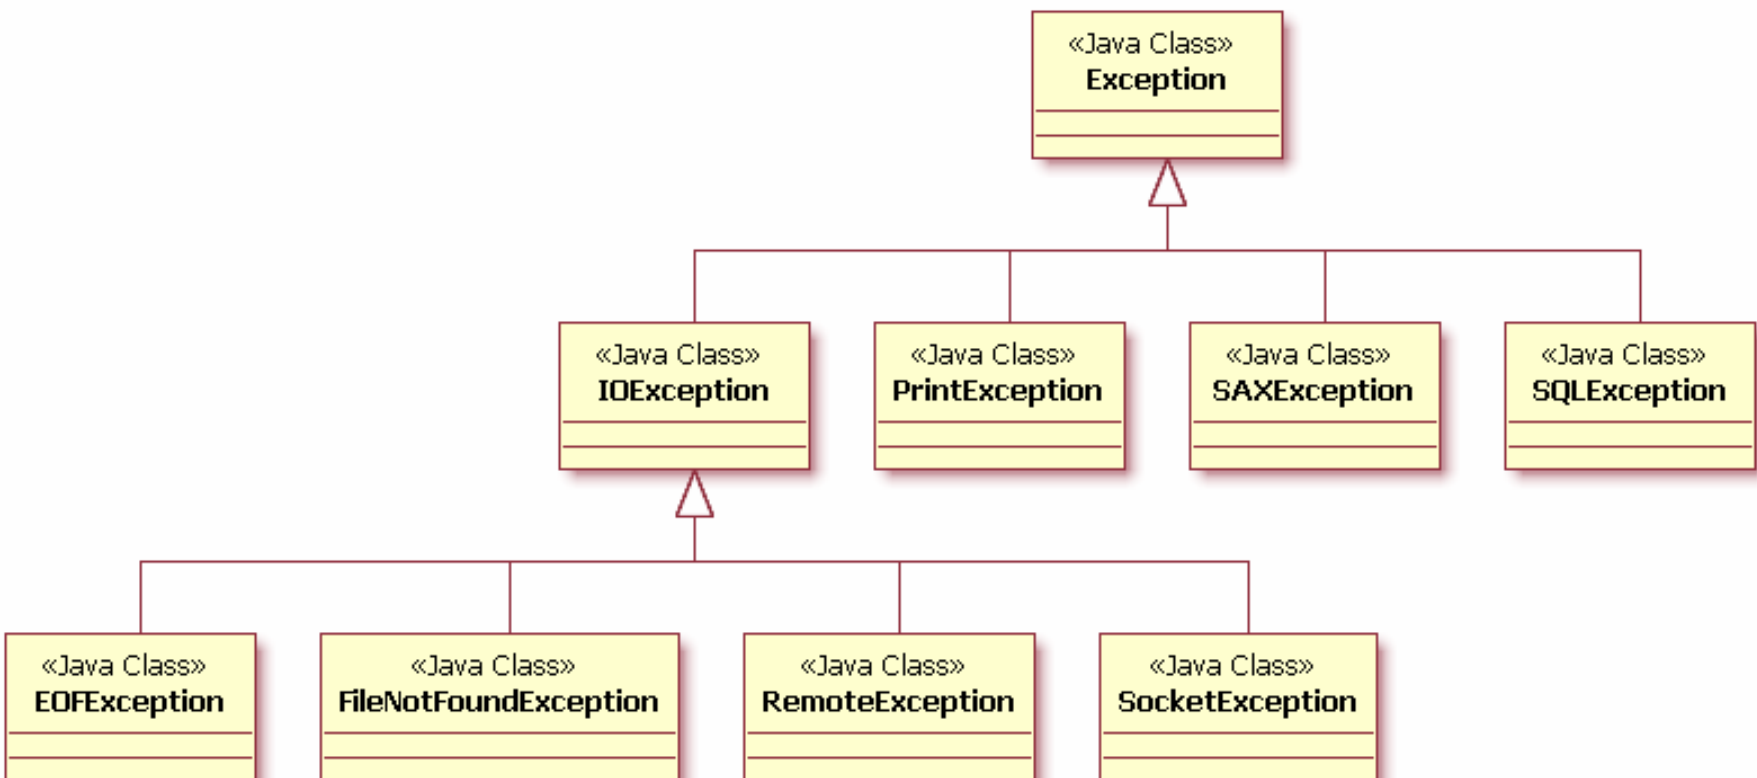 «Java Class»
Exception
«Java Class»
IOException
«Java Class»
PrintException
«Java Class»
SAXException
«Java Class»
SQLException
«Java Class»
EOFException
«Java Class»
FileNotFoundException
«Java Class»
RemoteException
«Java Class»
SocketException